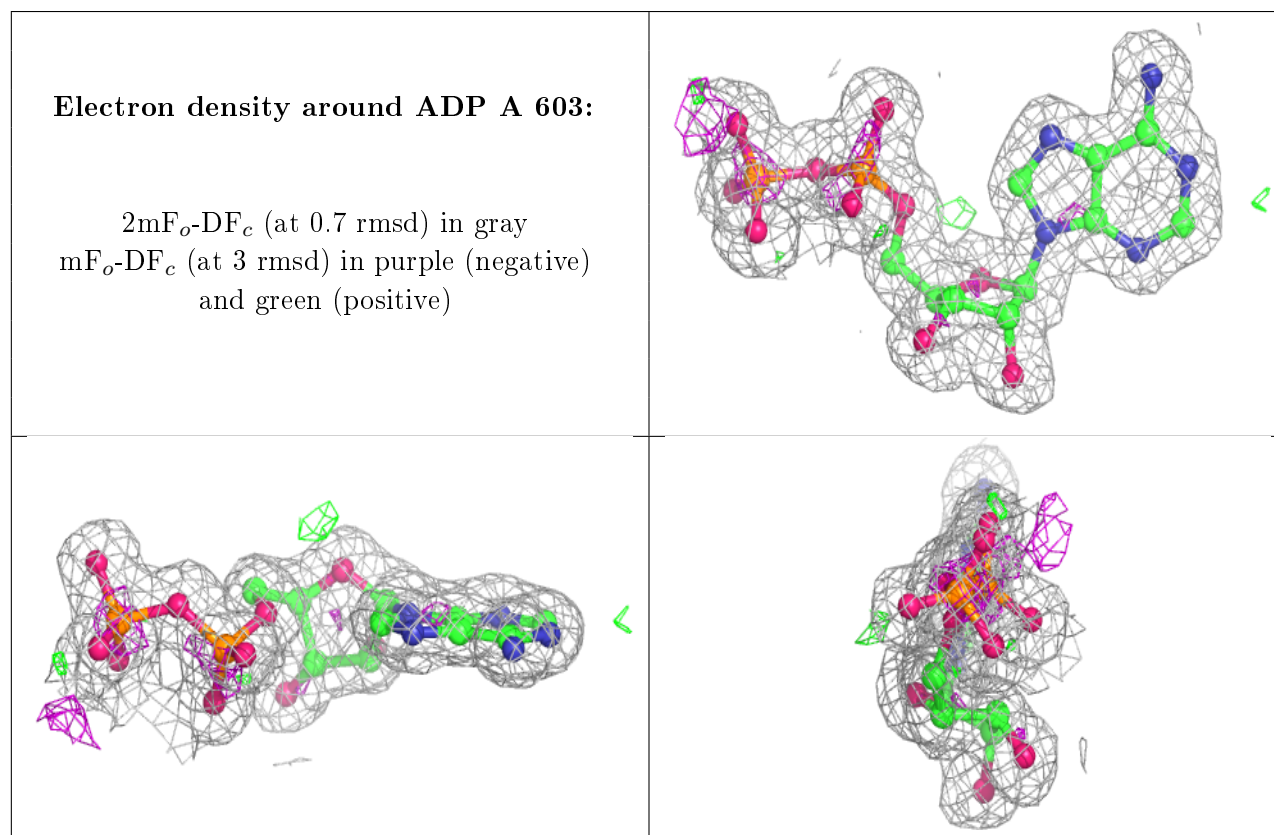 Electron density around ADP A 603:
2mFo-DFc (at 0.7 rmsd) in gray
mFo-DFc (at 3 rmsd) in purple (negative)
and green (positive)